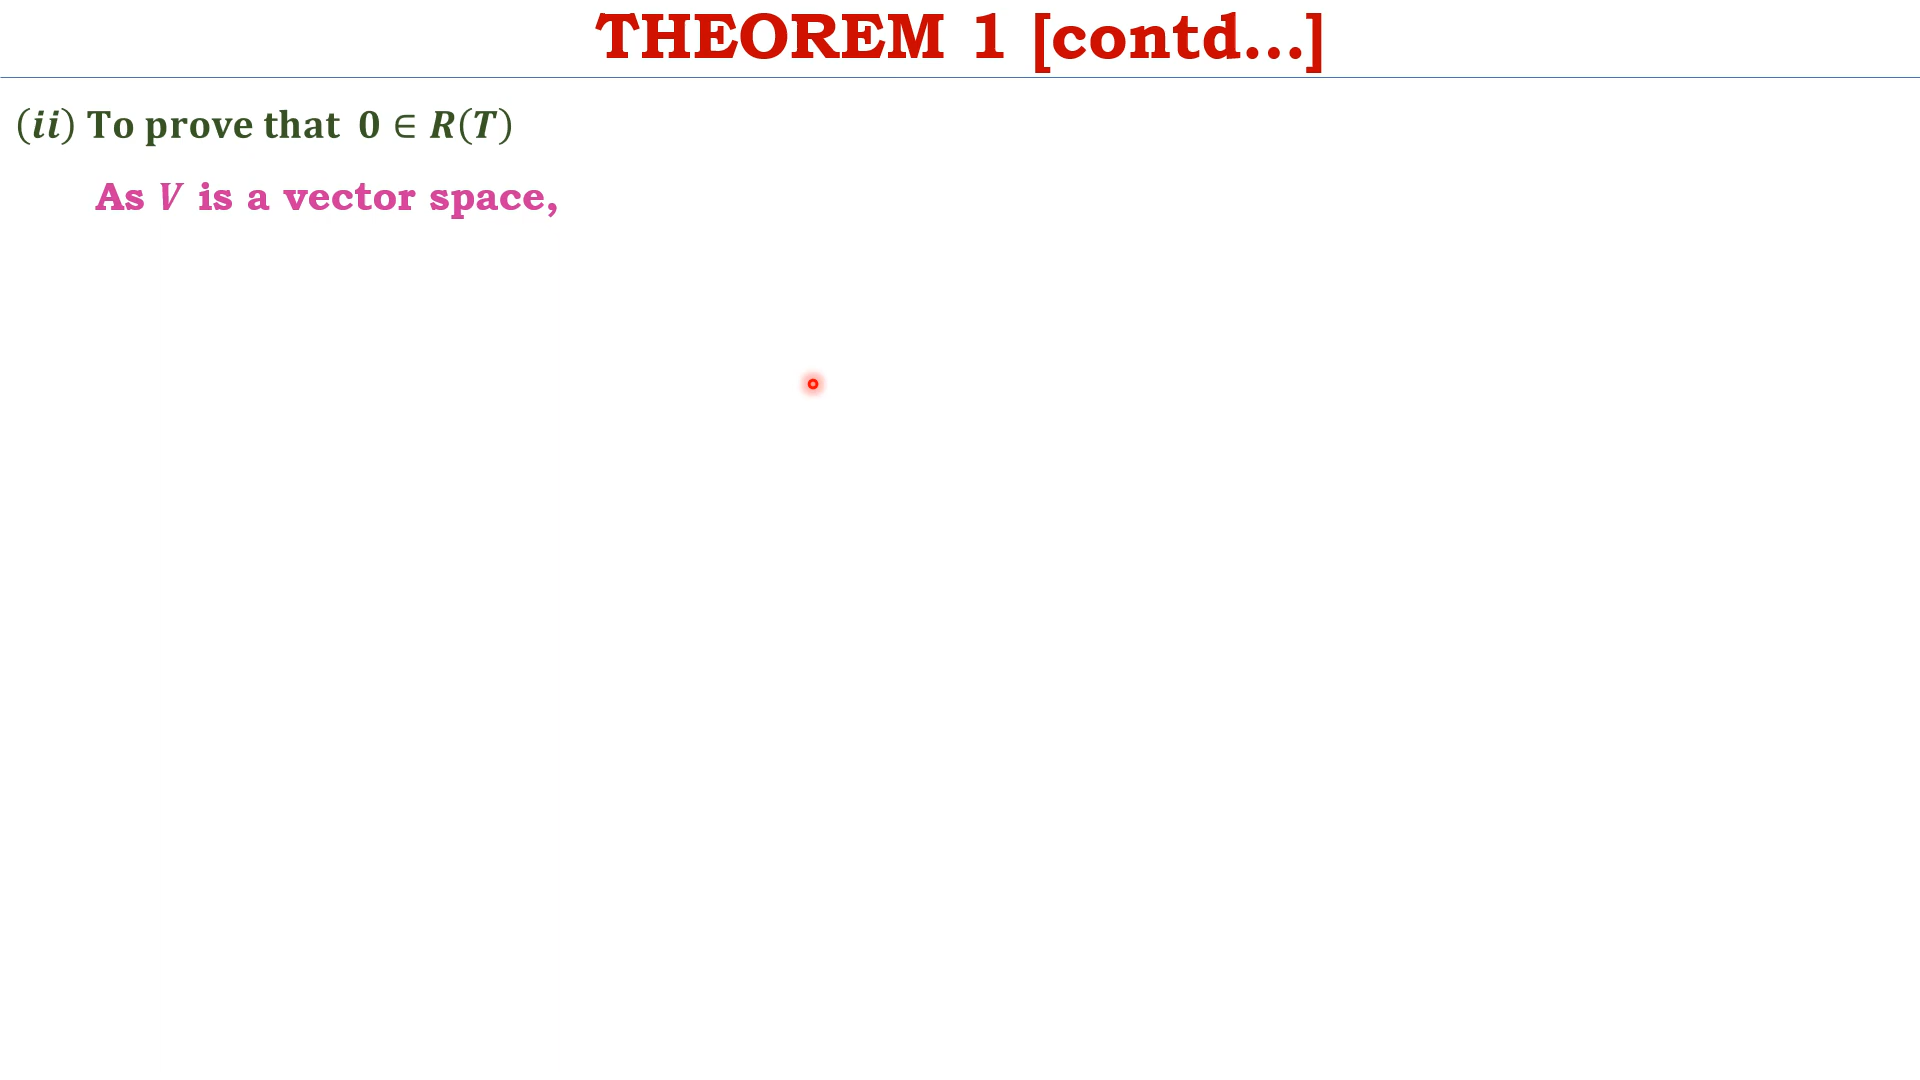 THEOREM 1 [contd...]
(ii) To prove that 0 ∈ R(T)
As V is a vector space,